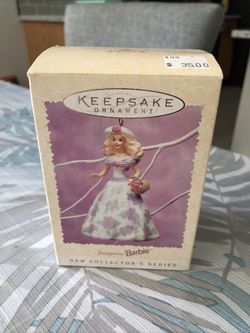 $ 35.00
KEEPSAKE
ORNAMENT
Barbie
NEW COLLECTOR'S SERIES